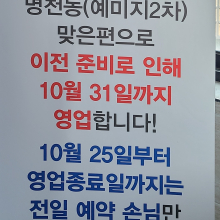 명천동(예미지2차)
맞은편으로
이전 준비로 인해
10월 31일까지
영업합니다!
10월 25일부터
영업종료일까지는
전일 예약 손님만